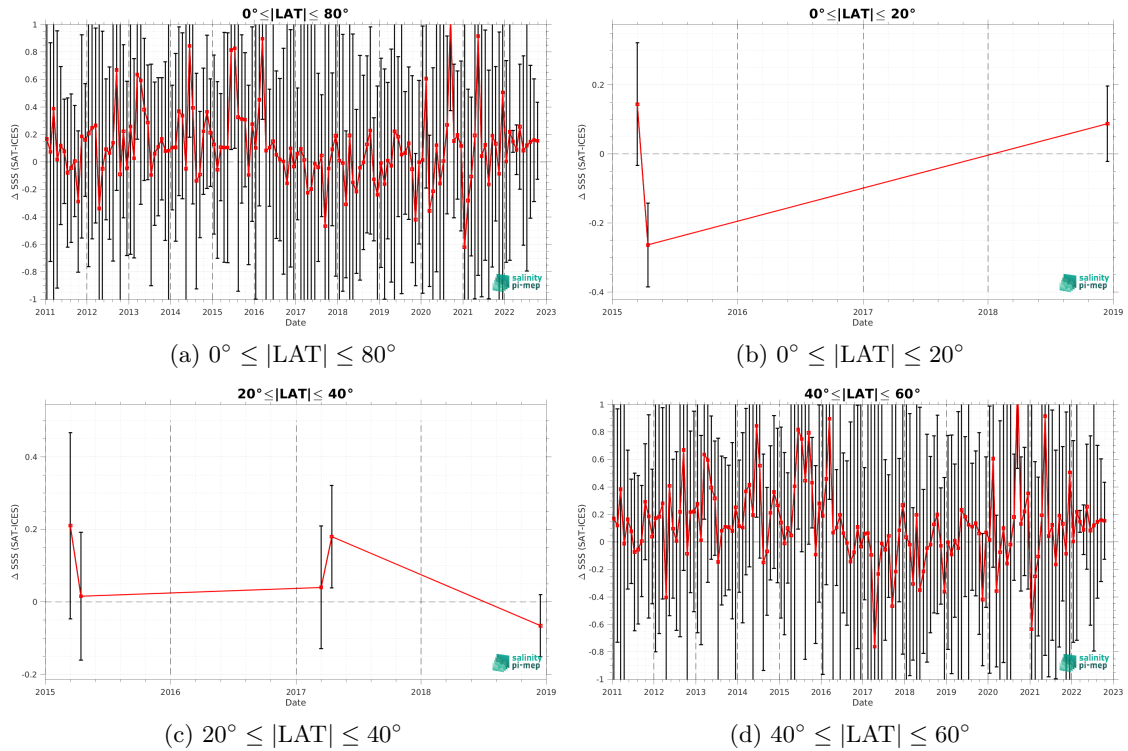 0°≤|LAT|≤ 80°
Δ SSS (SAT-ICES)
1
0.8
0.6
0.4
0.2
0
-0.2
-0.4
-0.6
-0.8
-1
2011 2012 2013 2014 2015 2016 2017 2018 2019 2020 2021 2022 2023
Date
salinity
pi-mep
(a) 0° ≤ |LAT| ≤ 80°
0°≤|LAT|≤ 20°
Δ SSS (SAT-ICES)
0.2
0
-0.2
-0.4
2015 2016 2017 2018 2019
Date
salinity
pi-mep
(b) 0° ≤ |LAT| ≤ 20°
20°≤|LAT|≤ 40°
Δ SSS (SAT-ICES)
0.4
0.2
0
-0.2
2015 2016 2017 2018 2019
Date
salinity
pi-mep
(c) 20° ≤ |LAT| ≤ 40°
40°≤|LAT|≤ 60°
Δ SSS (SAT-ICES)
1
0.8
0.6
0.4
0.2
0
-0.2
-0.4
-0.6
-0.8
-1
2011 2012 2013 2014 2015 2016 2017 2018 2019 2020 2021 2022 2023
Date
salinity
pi-mep
(d) 40° ≤ |LAT| ≤ 60°